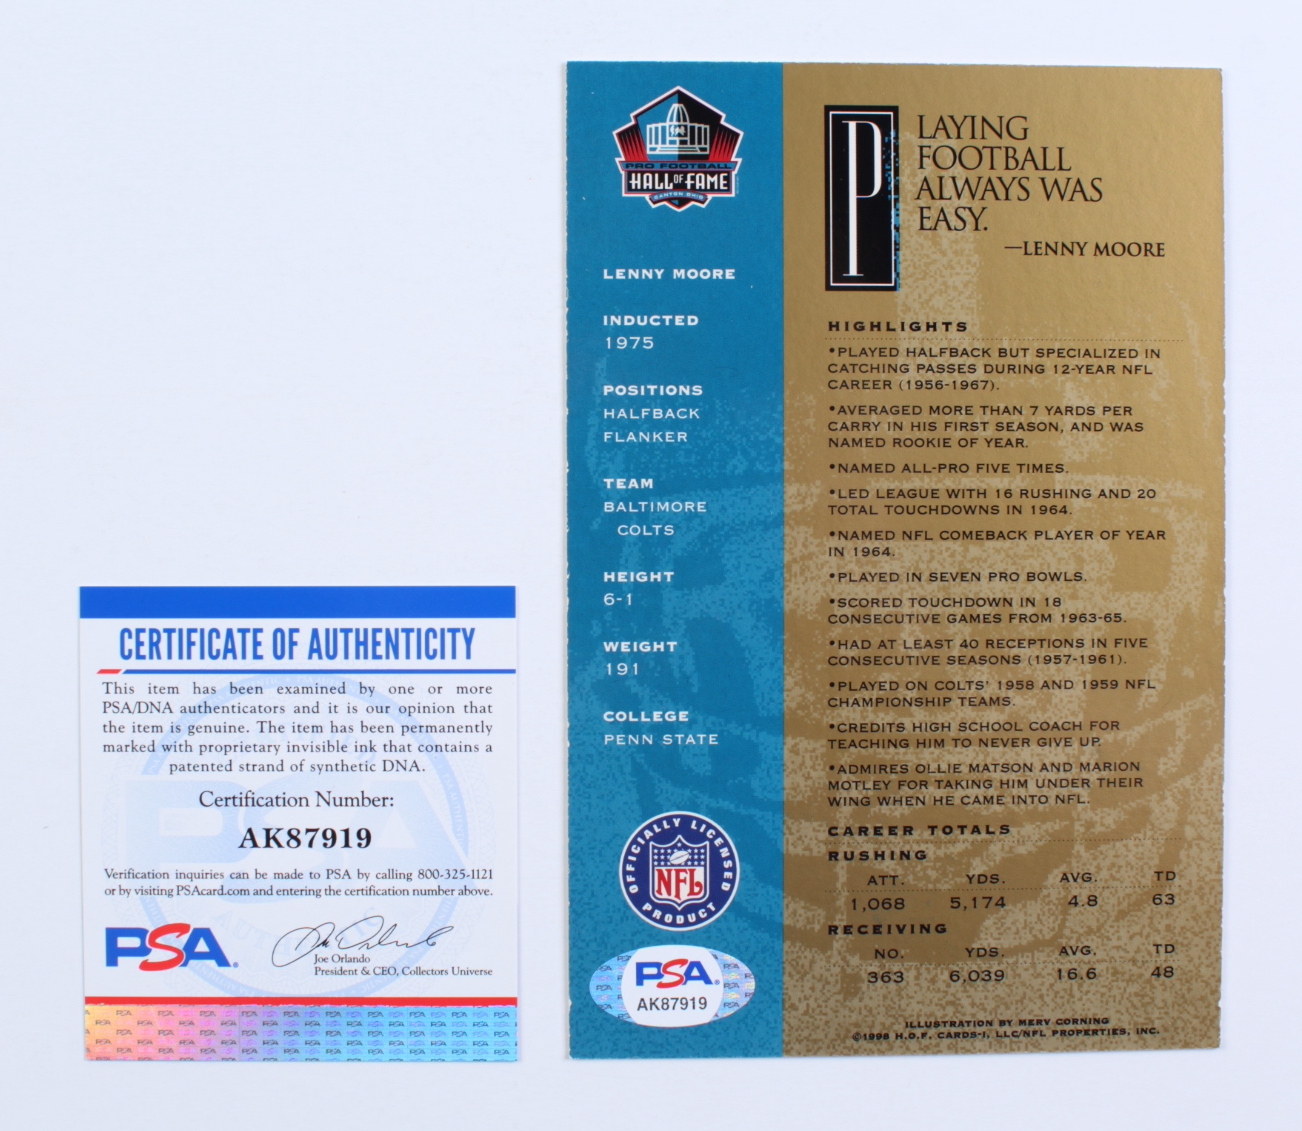 CERTIFICATE OF AUTHENTICITY
This item has been examined by one or more
PSA/DNA authenticators and it is our opinion that
the item is genuine. The item has been permanently
marked with proprietary invisible ink that contains a
patented strand of synthetic DNA.
Certification Number:
AK87919
Verification inquiries can be made to PSA by calling 800-325-1121
or by visiting PSAcard.com and entering the certification number above.
PSA
Joe Orlando
President & CEO, Collectors Universe
PRO FOOTBALL
HALL OF FAME
CANTON OHIO
LENNY MOORE
INDUCTED
1975
POSITIONS
HALFBACK
FLANKER
TEAM
BALTIMORE
COLTS
HEIGHT
6-1
WEIGHT
191
COLLEGE
PENN STATE
OFFICIALLY LICENSED
NFL
PRODUCT
PSA
AK87919
PLAYING
FOOTBALL
ALWAYS WAS
EASY.
—LENNY MOORE
HIGHLIGHTS
•PLAYED HALFBACK BUT SPECIALIZED IN
CATCHING PASSES DURING 12-YEAR NFL
CAREER (1956-1967).
•AVERAGED MORE THAN 7 YARDS PER
CARRY IN HIS FIRST SEASON, AND WAS
NAMED ROOKIE OF YEAR.
•NAMED ALL-PRO FIVE TIMES.
•LED LEAGUE WITH 16 RUSHING AND 20
TOTAL TOUCHDOWNS IN 1964.
•NAMED NFL COMEBACK PLAYER OF YEAR
IN 1964.
•PLAYED IN SEVEN PRO BOWLS.
•SCORED TOUCHDOWN IN 18
CONSECUTIVE GAMES FROM 1963-65.
•HAD AT LEAST 40 RECEPTIONS IN FIVE
CONSECUTIVE SEASONS (1957-1961).
•PLAYED ON COLTS' 1958 AND 1959 NFL
CHAMPIONSHIP TEAMS.
•CREDITS HIGH SCHOOL COACH FOR
TEACHING HIM TO NEVER GIVE UP.
•ADMIRES OLLIE MATSON AND MARION
MOTLEY FOR TAKING HIM UNDER THEIR
WING WHEN HE CAME INTO NFL.
CAREER TOTALS
RUSHING
ATT. YDS. AVG. TD
1,068 5,174 4.8 63
RECEIVING
NO. YDS. AVG. TD
363 6,039 16.6 48
ILLUSTRATION BY MERV CORNING
©1998 H.O.F. CARDS-I, LLC/NFL PROPERTIES, INC.